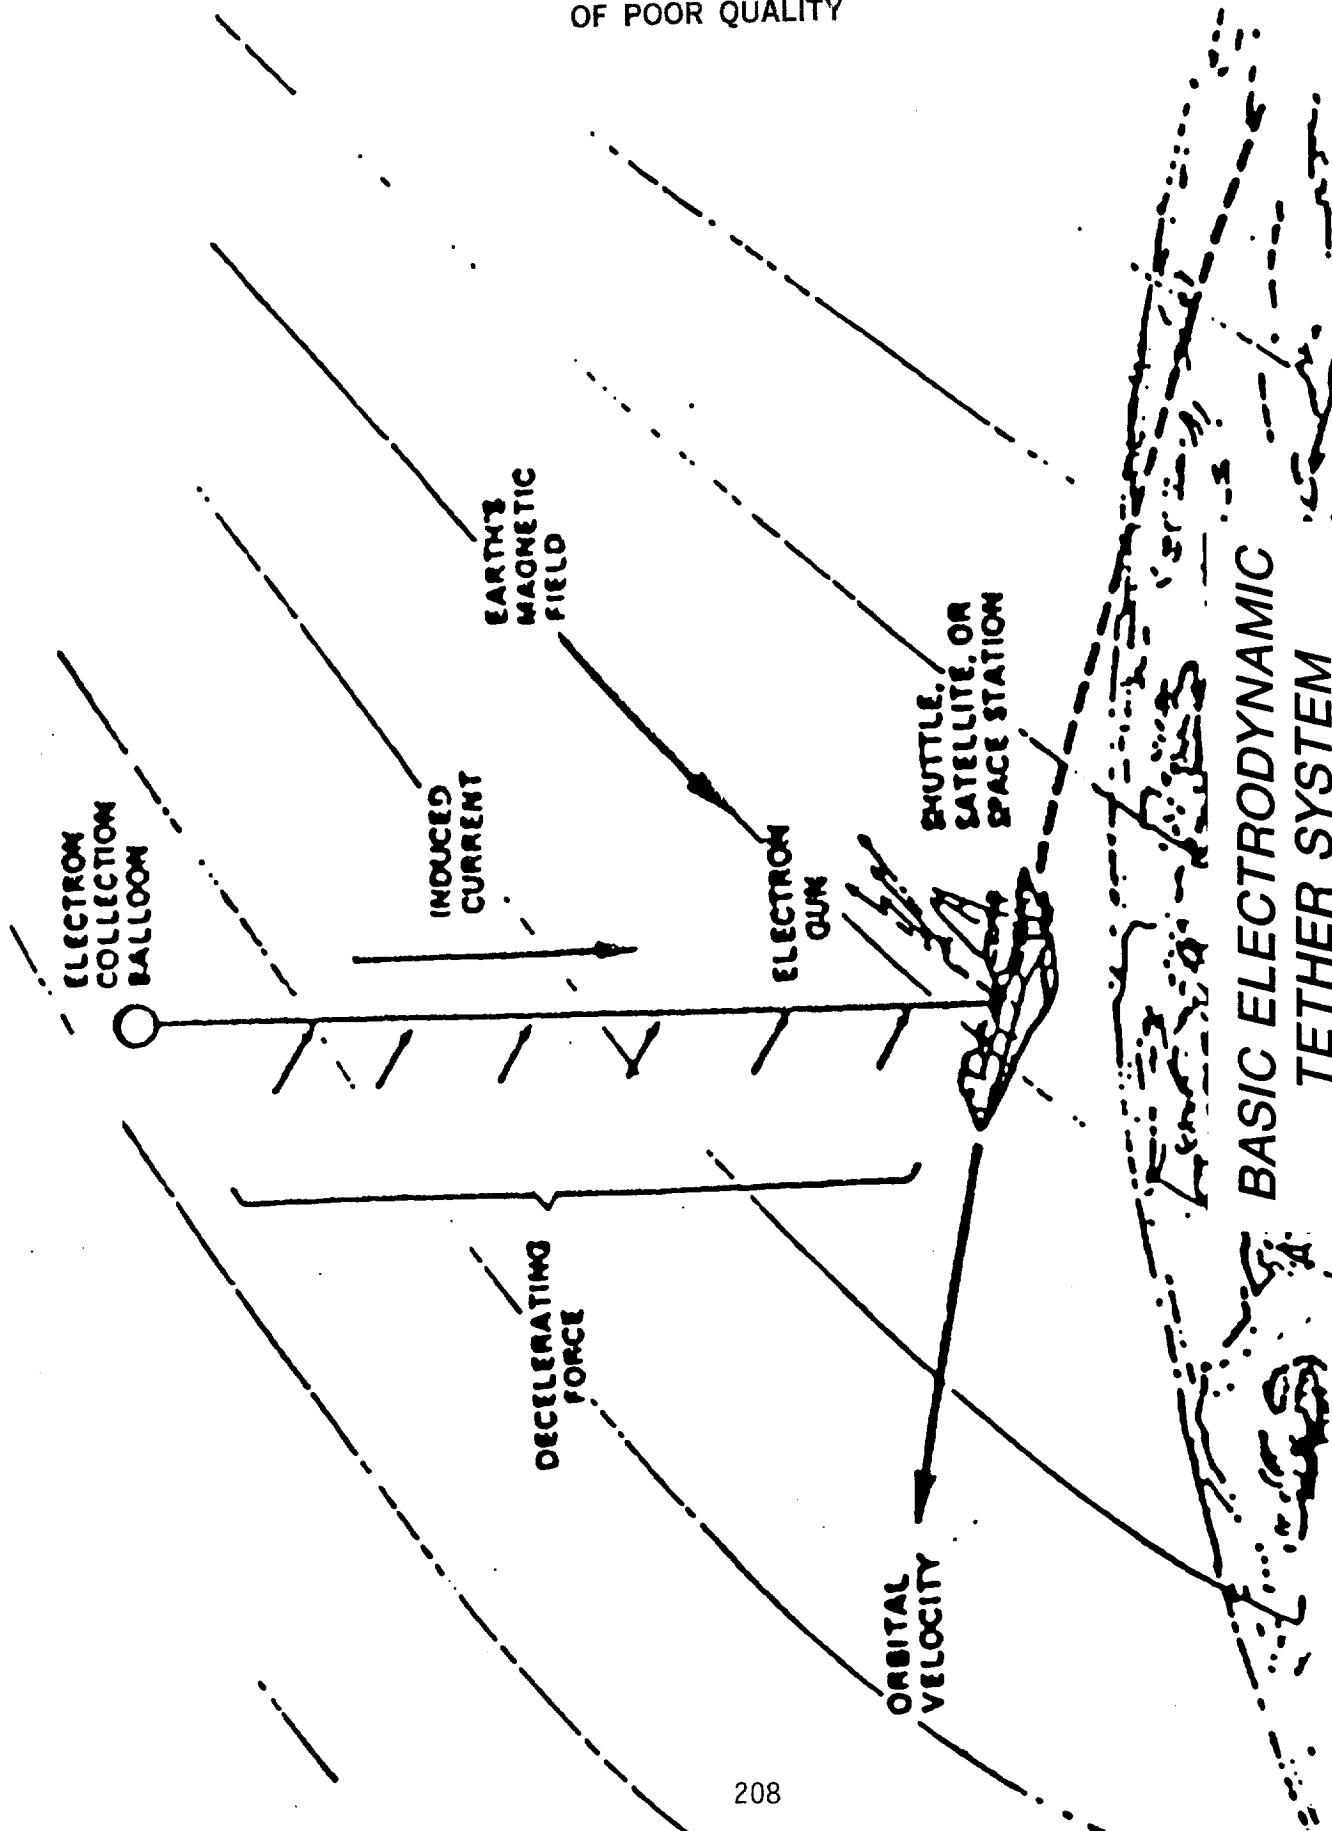 OF POOR QUALITY
ELECTRON
COLLECTION
BALLOON
INDUCED
CURRENT
EARTH'S
MAGNETIC
FIELD
DECELERATING
FORCE
ELECTRON
GUN
SHUTTLE,
SATELLITE, OR
SPACE STATION
ORBITAL
VELOCITY
BASIC ELECTRODYNAMIC
TETHER SYSTEM
208